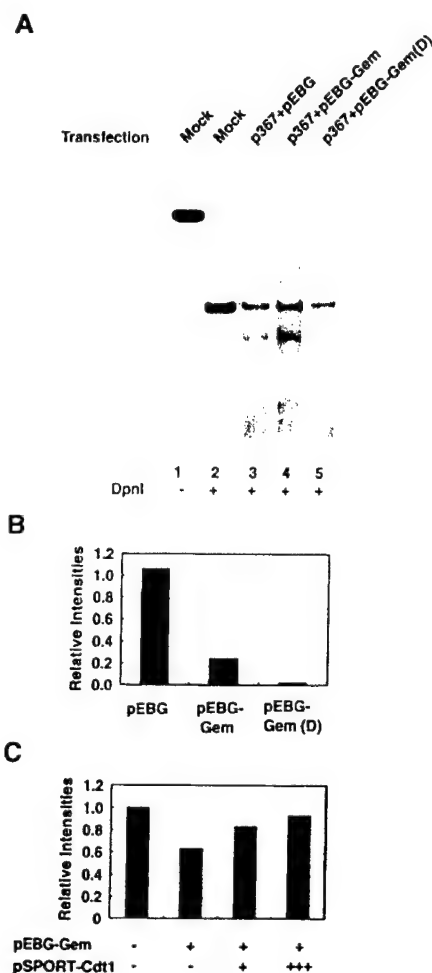 A
Transfection
Mock
Mock
p367+pEBG
p367+pEBG-Gem
p367+pEBG-Gem(D)
1 2 3 4 5
DpnI - + + + +
B
Relative Intensities
1.2
1.0
0.8
0.6
0.4
0.2
0.0
pEBG
pEBG-
Gem
pEBG-
Gem (D)
C
Relative Intensities
1.2
1.0
0.8
0.6
0.4
0.2
0
pEBG-Gem - + + +
pSPORT-Cdt1 - - + +++